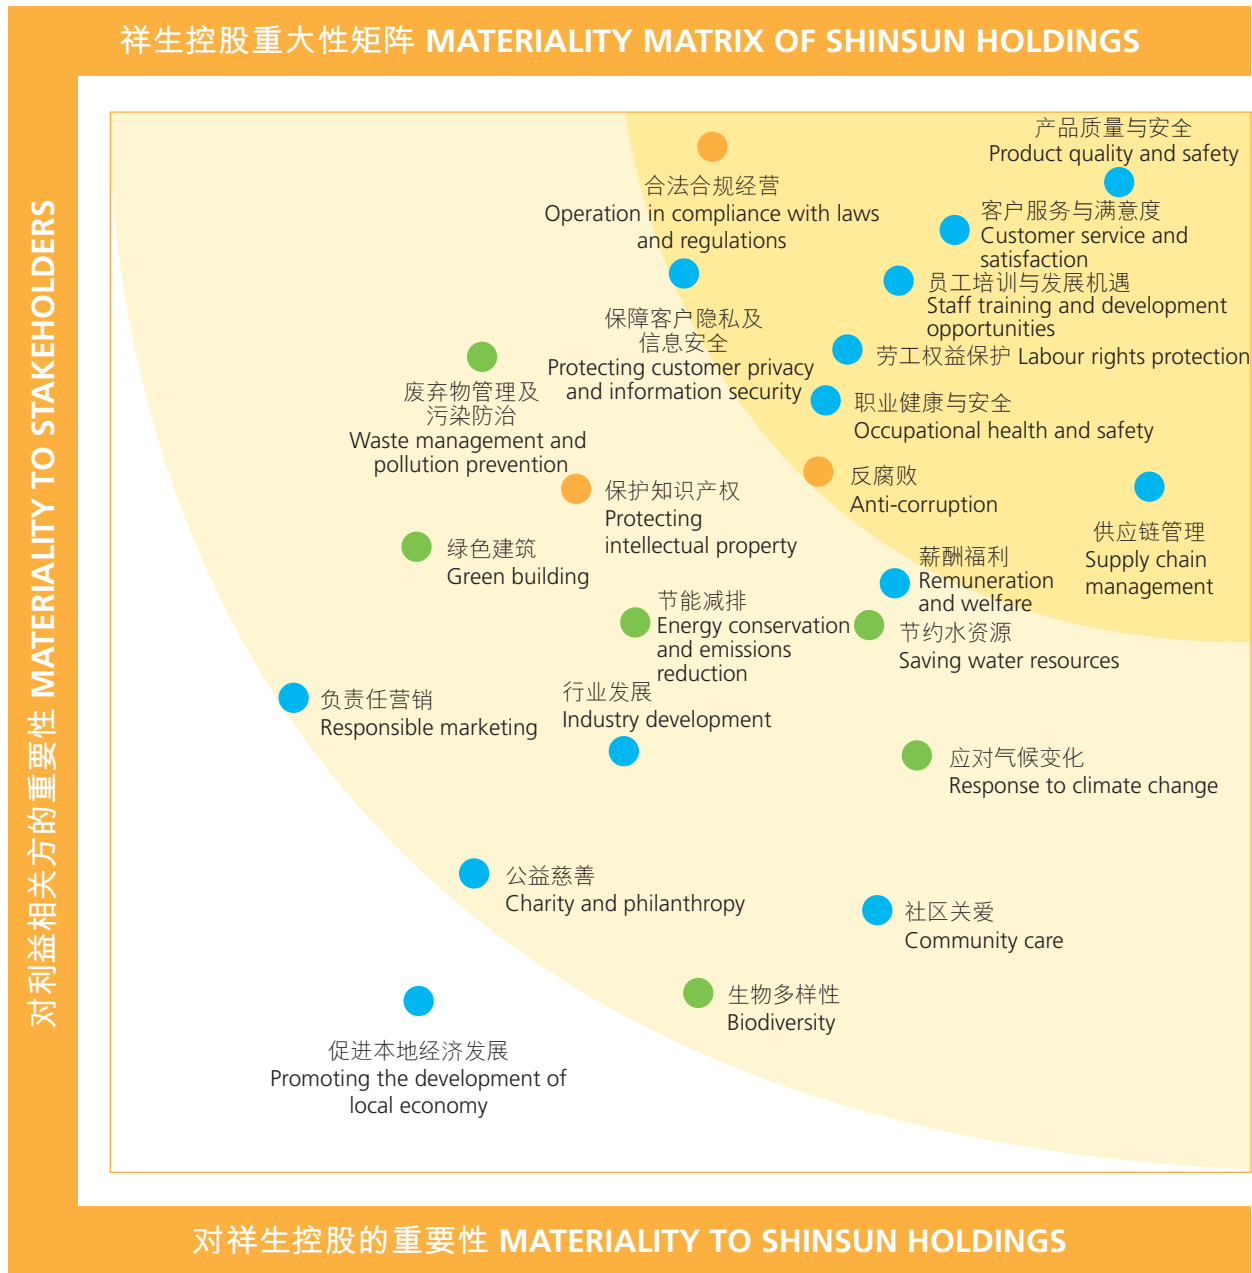 祥生控股重大性矩阵 MATERIALITY MATRIX OF SHINSUN HOLDINGS
对利益相关方的重要性 MATERIALITY TO STAKEHOLDERS
产品质量与安全
Product quality and safety
合法合规经营
Operation in compliance with laws
and regulations
客户服务与满意度
Customer service and
satisfaction
员工培训与发展机遇
Staff training and development
opportunities
保障客户隐私及
信息安全
Protecting customer privacy
and information security
劳工权益保护 Labour rights protection
废弃物管理及
污染防治
Waste management and
pollution prevention
职业健康与安全
Occupational health and safety
反腐败
Anti-corruption
保护知识产权
Protecting
intellectual property
供应链管理
Supply chain
management
绿色建筑
Green building
薪酬福利
Remuneration
and welfare
节能减排
Energy conservation
and emissions
reduction
节约水资源
Saving water resources
负责任营销
Responsible marketing
行业发展
Industry development
应对气候变化
Response to climate change
公益慈善
Charity and philanthropy
社区关爱
Community care
生物多样性
Biodiversity
促进本地经济发展
Promoting the development of
local economy
对祥生控股的重要性 MATERIALITY TO SHINSUN HOLDINGS